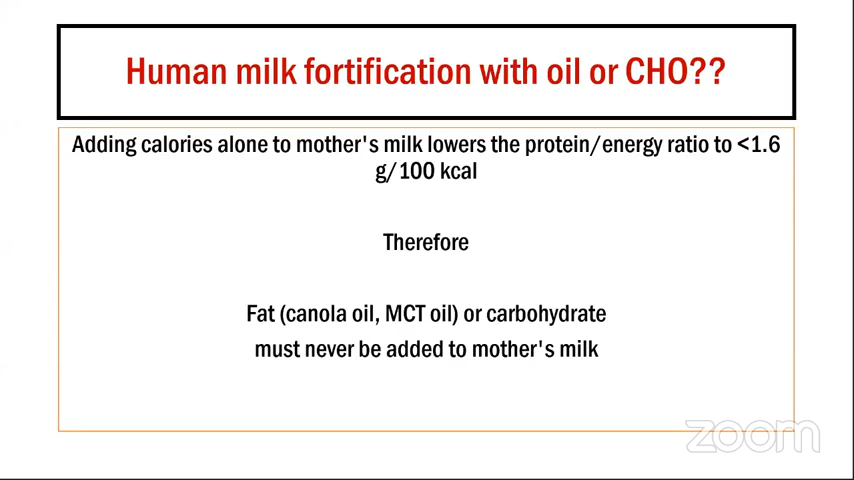 Human milk fortification with oil or CHO??
Adding calories alone to mother's milk lowers the protein/energy ratio to <1.6
g/100 kcal
Therefore
Fat (canola oil, MCT oil) or carbohydrate
must never be added to mother's milk
zoom